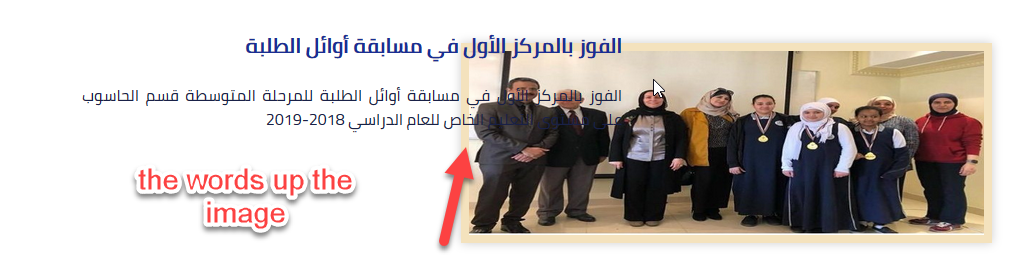 الفوز بالمركز الأول في مسابقة أوائل الطلبة
الفوز بالمركز الأول في مسابقة أوائل الطلبة للمرحلة المتوسطة قسم الحاسوب
على التعليم الخاص للعام الدراسي 2018-2019
the words up the
image